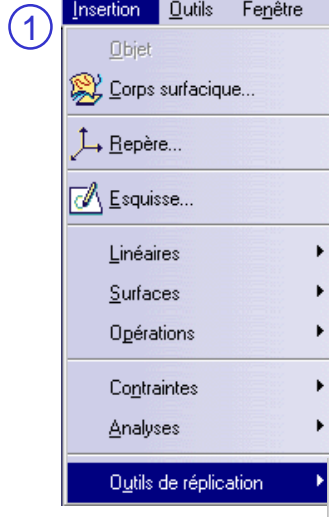 1
Insertion Outils Fenêtre
Objet
Corps surfacique...
Repère...
Esquisse...
Linéaires
Surfaces
Opérations
Contraintes
Analyses
Outils de réplication